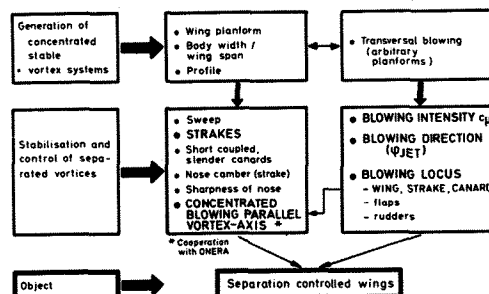 Generation of
concentrated
stable
• vortex systems
• Wing planform
• Body width /
wing span
• Profile
• Transversal blowing
(arbitrary
planforms)
Stabilisation and
control of sepa-
rated vortices
• Sweep
• STRAKES
• Short coupled,
slender canards
• Nose camber (strake)
• Sharpness of nose
• CONCENTRATED
BLOWING PARALLEL
VORTEX-AXIS *
* Cooperation
with ONERA
• BLOWING INTENSITY cμ
• BLOWING DIRECTION
(φJET)
• BLOWING LOCUS
– WING, STRAKE, CANARD
– flaps
– rudders
Object
Separation controlled wings